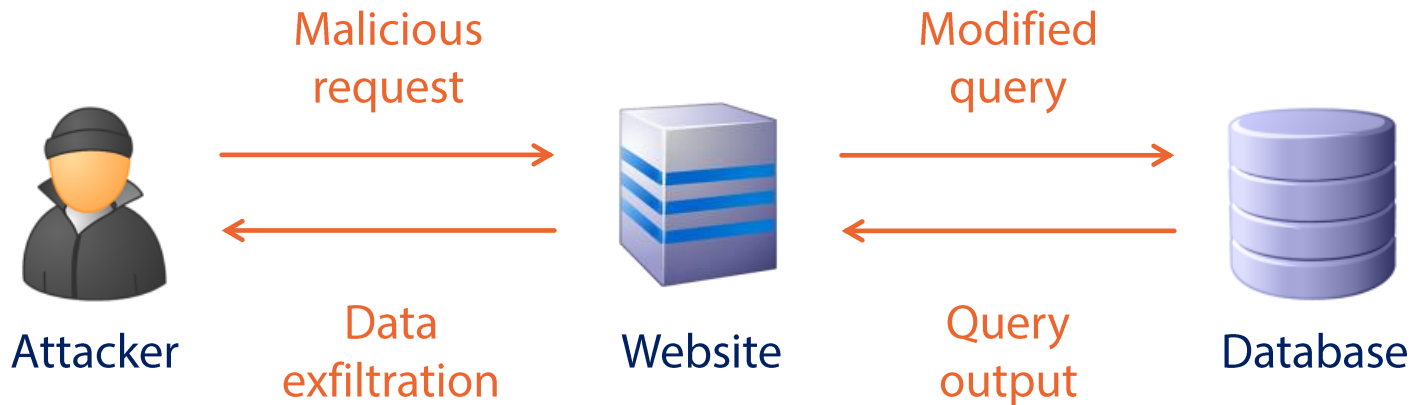 Malicious
request
Modified
query
Attacker
Data
exfiltration
Website
Query
output
Database